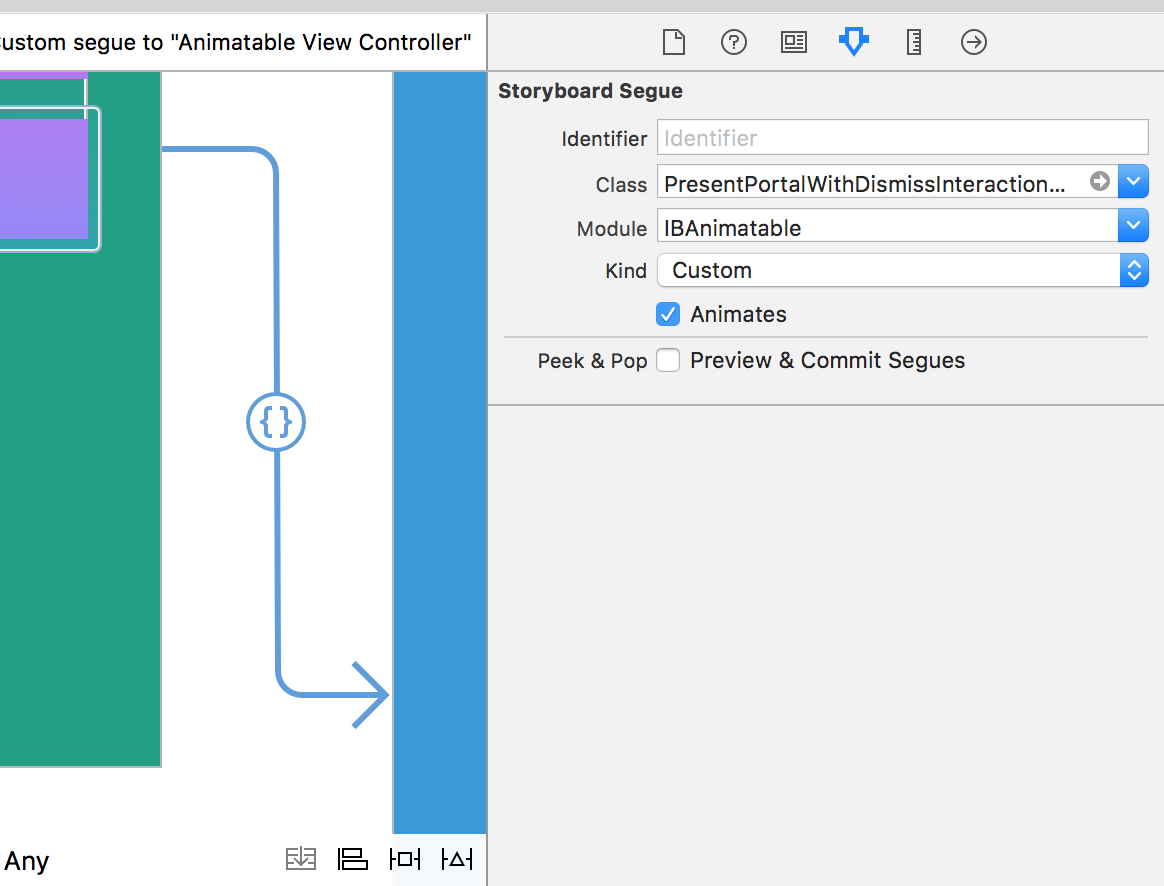 ustom segue to "Animatable View Controller"
Storyboard Segue
Identifier Identifier
Class PresentPortalWithDismissInteraction...
Module IBAnimatable
Kind Custom
Animates
Peek & Pop Preview & Commit Segues
{}
Any